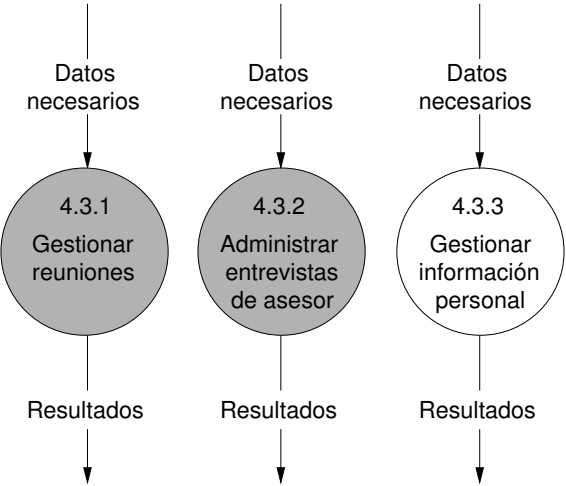 Datos
necesarios
Datos
necesarios
Datos
necesarios
4.3.1
Gestionar
reuniones
4.3.2
Administrar
entrevistas
de asesor
4.3.3
Gestionar
información
personal
Resultados
Resultados
Resultados